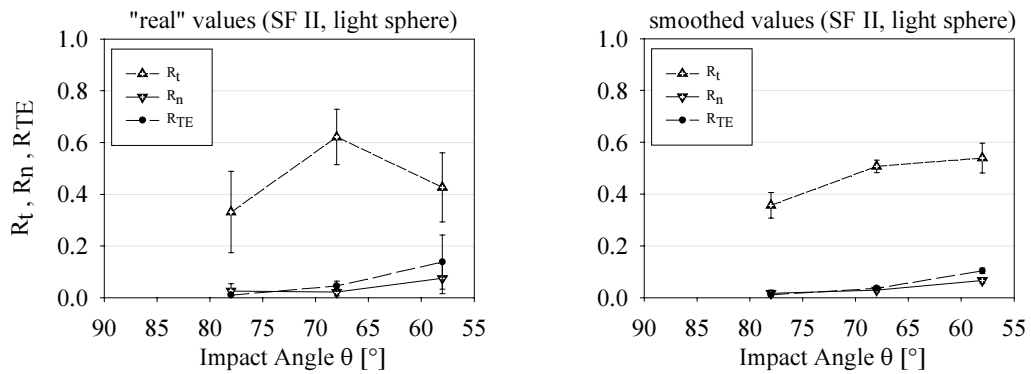 "real" values (SF II, light sphere)
smoothed values (SF II, light sphere)
R_t , R_n , R_TE
1.0
0.8
0.6
0.4
0.2
0.0
R_t
R_n
R_TE
90 85 80 75 70 65 60 55
Impact Angle θ [°]
1.0
0.8
0.6
0.4
0.2
0.0
R_t
R_n
R_TE
90 85 80 75 70 65 60 55
Impact Angle θ [°]